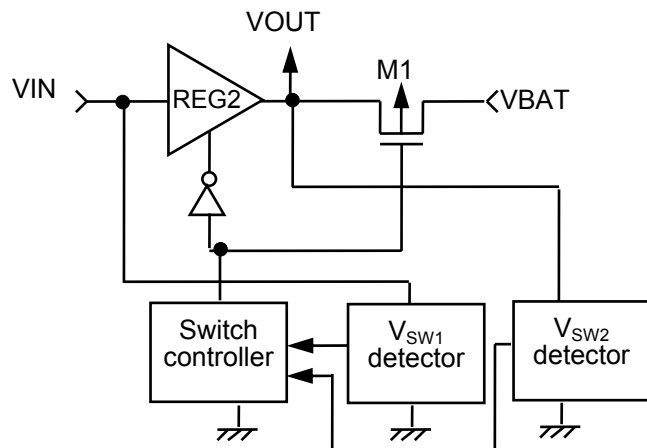 VOUT
M1
VIN
REG2
VBAT
Switch
controller
VSW1
detector
VSW2
detector